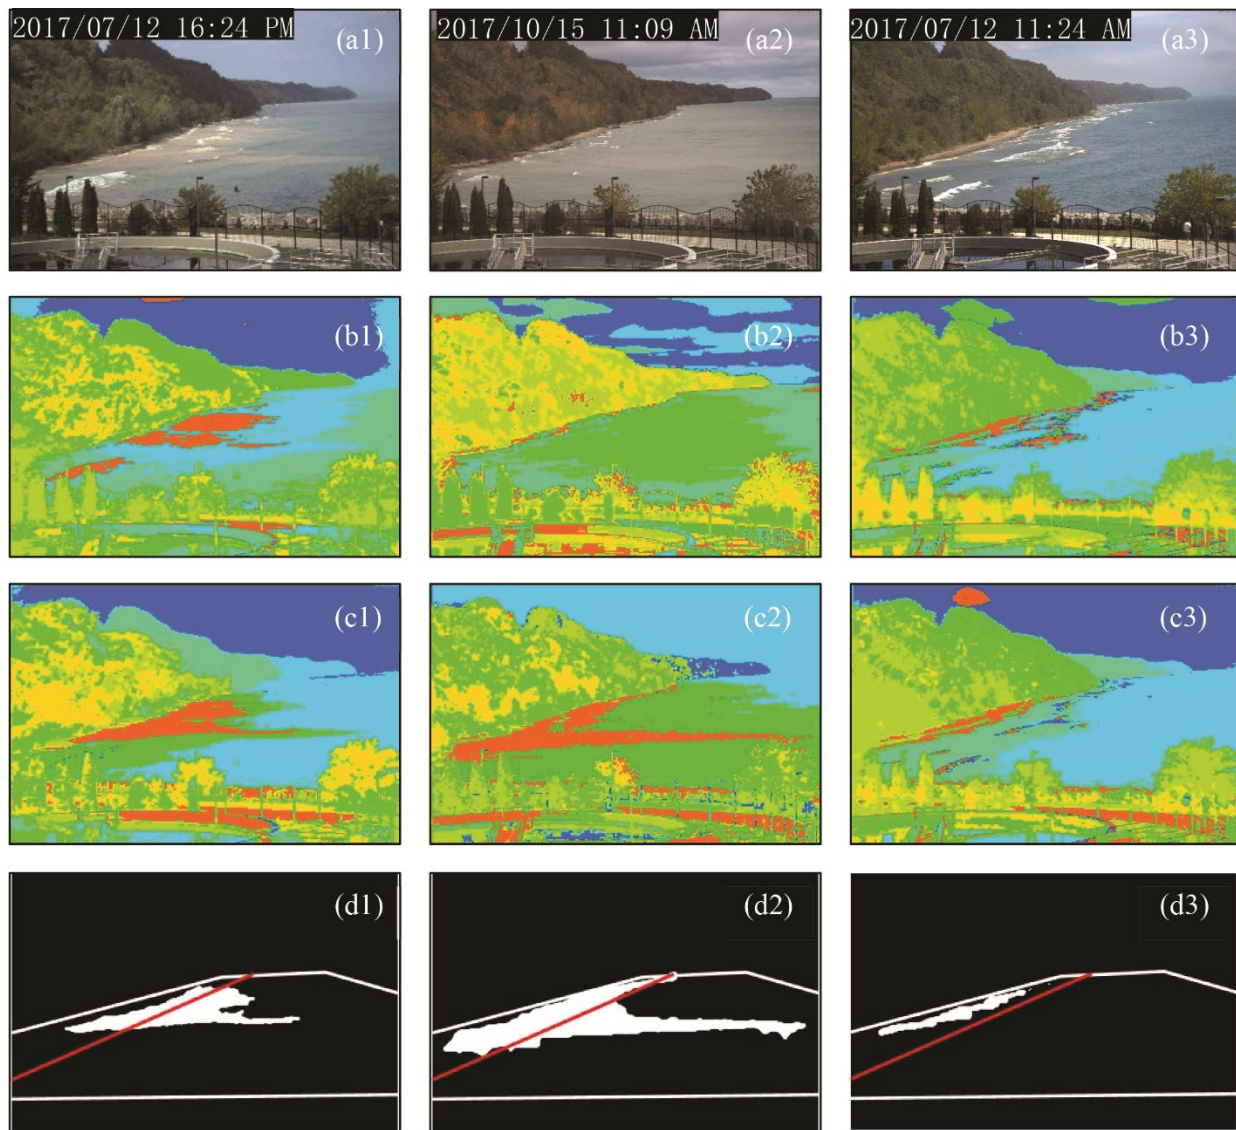 2017/07/12 16:24 PM (a1)
2017/10/15 11:09 AM (a2)
2017/07/12 11:24 AM (a3)
(b1)
(b2)
(b3)
(c1)
(c2)
(c3)
(d1)
(d2)
(d3)